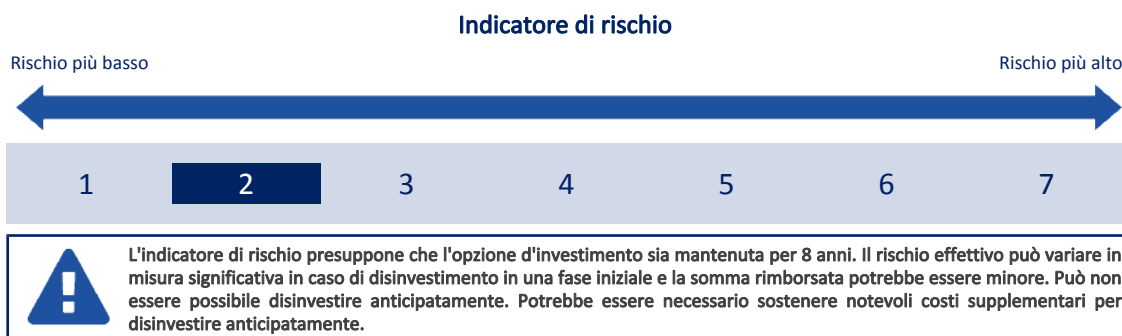 Indicatore di rischio
Rischio più basso
Rischio più alto
1 2 3 4 5 6 7
L'indicatore di rischio presuppone che l'opzione d'investimento sia mantenuta per 8 anni. Il rischio effettivo può variare in
misura significativa in caso di disinvestimento in una fase iniziale e la somma rimborsata potrebbe essere minore. Può non
essere possibile disinvestire anticipatamente. Potrebbe essere necessario sostenere notevoli costi supplementari per
disinvestire anticipatamente.